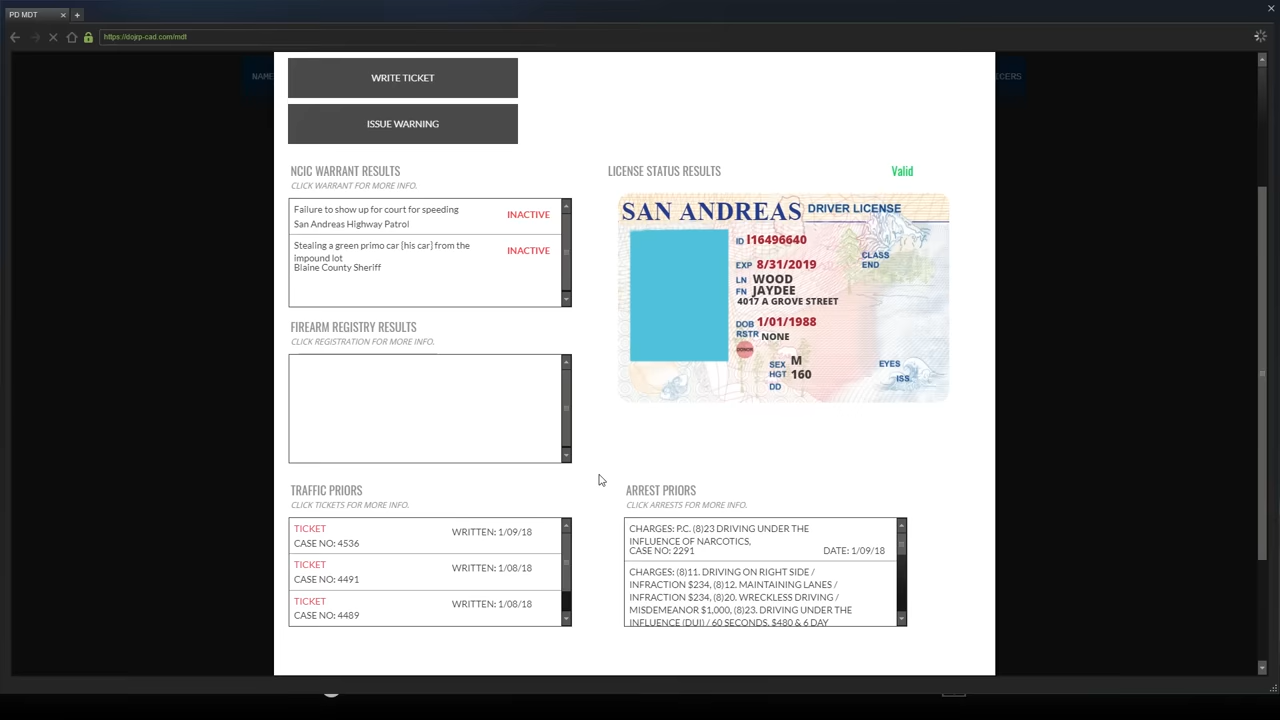 PD MDT
https://dojrp-cad.com/mdt
NAME
WRITE TICKET
ISSUE WARNING
NCIC WARRANT RESULTS
CLICK WARRANT FOR MORE INFO.
Failure to show up for court for speeding
San Andreas Highway Patrol
INACTIVE
Stealing a green primo car [his car] from the
impound lot
Blaine County Sheriff
INACTIVE
FIREARM REGISTRY RESULTS
CLICK REGISTRATION FOR MORE INFO.
LICENSE STATUS RESULTS
Valid
SAN ANDREAS DRIVER LICENSE
ID I16496640
EXP 8/31/2019
LN WOOD
FN JAYDEE
4017 A GROVE STREET
DOB 1/01/1988
RSTR NONE
DONOR
SEX M
HGT 160
DD
CLASS
END
EYES
ISS.
TRAFFIC PRIORS
CLICK TICKETS FOR MORE INFO.
TICKET
WRITTEN: 1/09/18
CASE NO: 4536
TICKET
WRITTEN: 1/08/18
CASE NO: 4491
TICKET
WRITTEN: 1/08/18
CASE NO: 4489
ARREST PRIORS
CLICK ARRESTS FOR MORE INFO.
CHARGES: P.C. (8)23 DRIVING UNDER THE
INFLUENCE OF NARCOTICS,
CASE NO: 2291
DATE: 1/09/18
CHARGES: (8)11. DRIVING ON RIGHT SIDE /
INFRACTION $234, (8)12. MAINTAINING LANES /
INFRACTION $234, (8)20. WRECKLESS DRIVING /
MISDEMEANOR $1,000, (8)23. DRIVING UNDER THE
INFLUENCE (DUI) / 60 SECONDS, $480 & 6 DAY